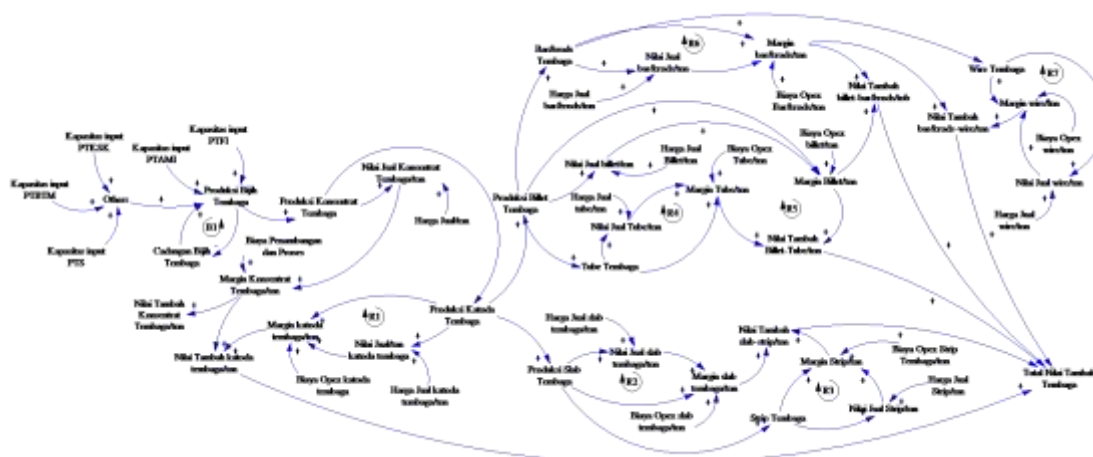 Kapasitas input
PTESK
Kapasitas input
PTAMI
Kapasitas input
PTFI
Kapasitas input
PTBTM
Others
Kapasitas input
PTS
Produksi Bijih
Tembaga
B1
Cadangan Bijih
Tembaga
Produksi Konsentrat
Tembaga
Nilai Jual Konsentrat
Tembaga/ton
Harga Jual/ton
Biaya Penambangan
dan Proses
Margin Konsentrat
Tembaga/ton
Nilai Tambah
Konsentrat
Tembaga/ton
Nilai Tambah katoda
tembaga/ton
Margin katoda
tembaga/ton
R1
Nilai Jual/ton
katoda tembaga
Biaya Opex katoda
tembaga/ton
Harga Jual katoda
tembaga/ton
Produksi Katoda
Tembaga
Produksi Billet
Tembaga
Bar&rods
Tembaga
Nilai Jual
bar&rods/ton
R6
Harga Jual
bar&rods/ton
Margin
bar&rods/ton
Biaya Opex
Bar&rods/ton
Nilai Tambah
billet-bar&rods/ton
Nilai Tambah
bar&rods-wire/ton
Wire Tembaga
R7
Margin wire/ton
Biaya Opex
wire/ton
Nilai Jual wire/ton
Harga Jual
wire/ton
Nilai Jual billet/ton
Harga Jual
Billet/ton
Biaya Opex
Tube/ton
Biaya Opex
billet/ton
Margin Billet/ton
Harga Jual
tube/ton
Nilai Jual Tube/ton
R4
Margin Tube/ton
R5
Nilai Tambah
Billet-Tube/ton
Tube Tembaga
Harga Jual slab
tembaga/ton
Nilai Jual slab
tembaga/ton
R2
Produksi Slab
Tembaga
Margin slab
tembaga/ton
Biaya Opex slab
tembaga/ton
Nilai Tambah
slab-strip/ton
Margin Strip/ton
R3
Biaya Opex Strip
Tembaga/ton
Harga Jual
Strip/ton
Nilai Jual Strip/ton
Strip Tembaga
Total Nilai Tambah
Tembaga